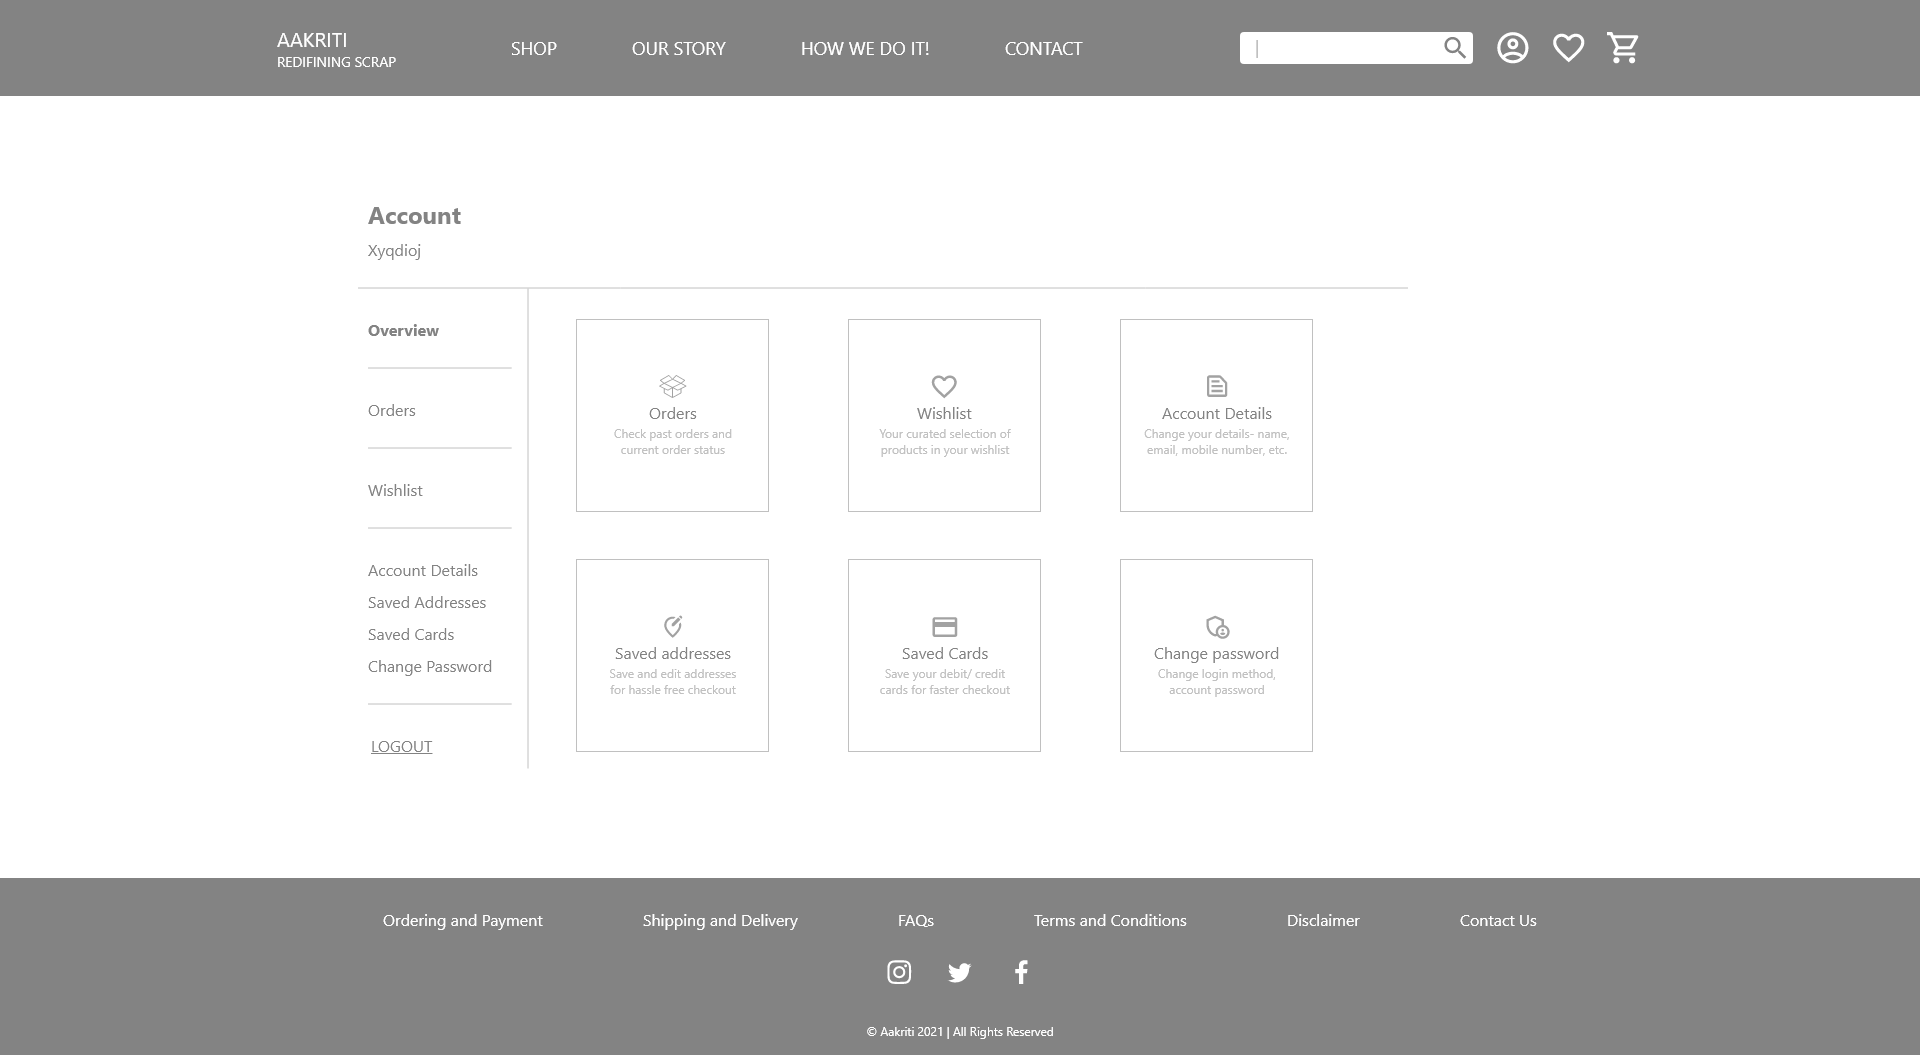 AAKRITI
REDIFINING SCRAP
SHOP
OUR STORY
HOW WE DO IT!
CONTACT
Account
Xyqdioj
Overview
Orders
Wishlist
Account Details
Saved Addresses
Saved Cards
Change Password
LOGOUT
Orders
Check past orders and
current order status
Wishlist
Your curated selection of
products in your wishlist
Account Details
Change your details- name,
email, mobile number, etc.
Saved addresses
Save and edit addresses
for hassle free checkout
Saved Cards
Save your debit/ credit
cards for faster checkout
Change password
Change login method,
account password
Ordering and Payment
Shipping and Delivery
FAQs
Terms and Conditions
Disclaimer
Contact Us
© Aakriti 2021 | All Rights Reserved